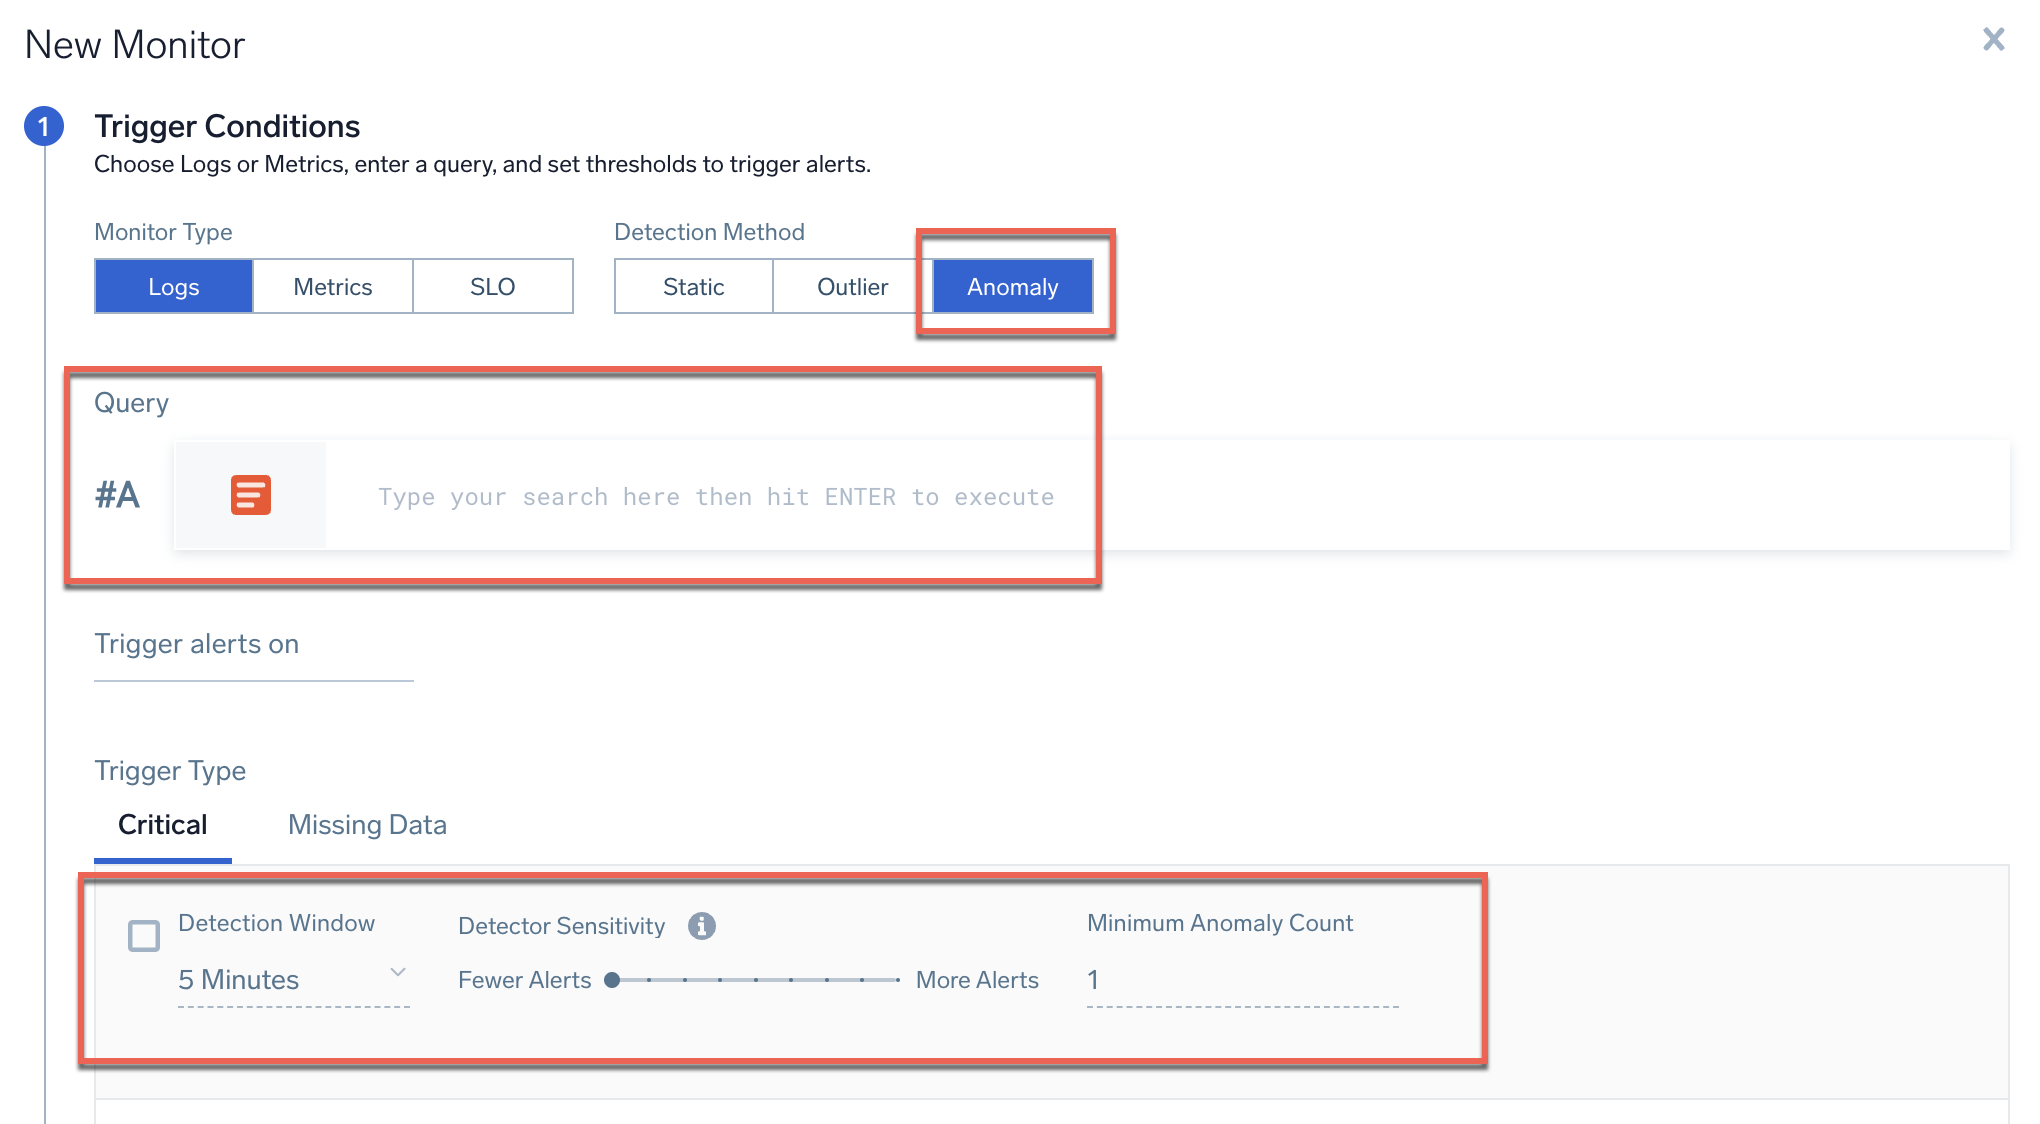 New Monitor
1
Trigger Conditions
Choose Logs or Metrics, enter a query, and set thresholds to trigger alerts.
Monitor Type
Detection Method
Logs Metrics SLO
Static Outlier Anomaly
Query
#A
Type your search here then hit ENTER to execute
Trigger alerts on
Trigger Type
Critical Missing Data
Detection Window
Detector Sensitivity
Minimum Anomaly Count
5 Minutes
Fewer Alerts
More Alerts
1